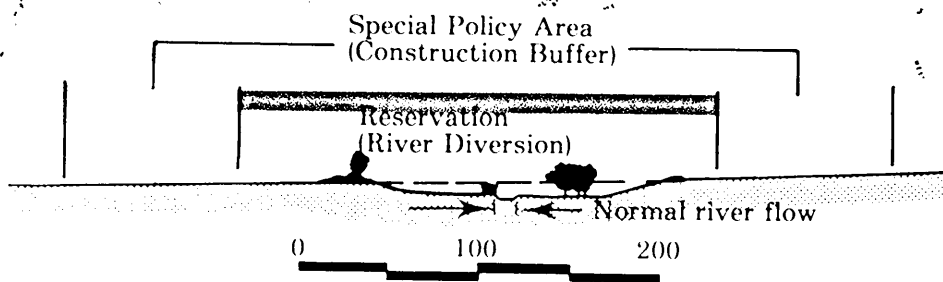 Special Policy Area
(Construction Buffer)
Reservation
(River Diversion)
Normal river flow
0 100 200